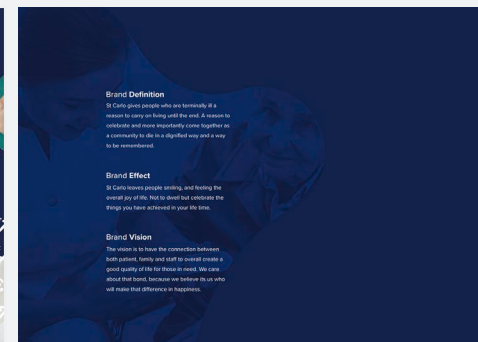 Brand Definition
St Carlo gives people who are terminally ill a
reason to carry on living until the end. A reason to
celebrate and more importantly come together as
a community to die in a dignified way and a way
to be remembered.
Brand Effect
St Carlo leaves people smiling, and feeling the
overall joy of life. Not to dwell but celebrate the
things you have achieved in your life time.
Brand Vision
The vision is to have the connection between
both patient, family and staff to overall create a
good quality of life for those in need. We care
about that bond, because we believe its us who
will make that difference in happiness.